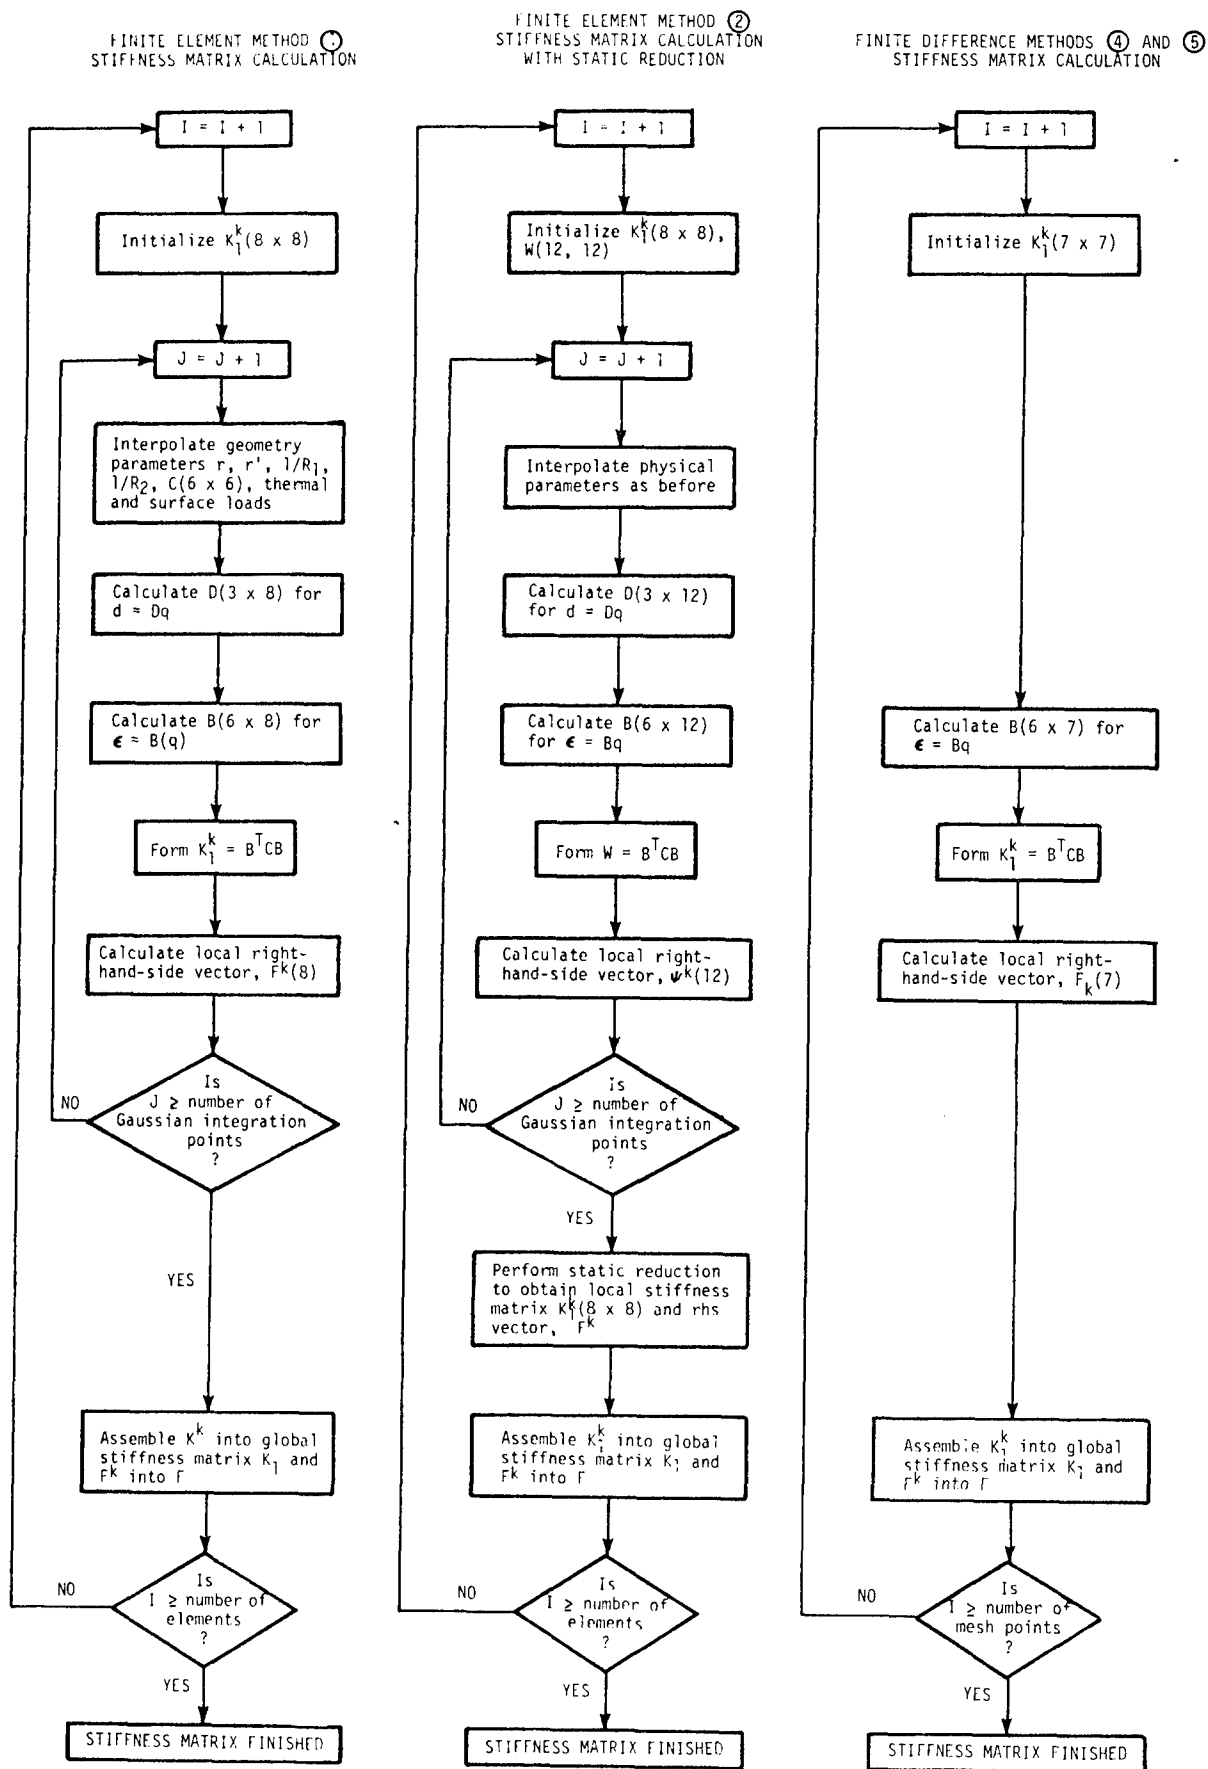 FINITE ELEMENT METHOD ①
STIFFNESS MATRIX CALCULATION
I = I + 1
Initialize K₁ᵏ(8 x 8)
J = J + 1
Interpolate geometry
parameters r, r', 1/R₁,
1/R₂, C(6 x 6), thermal
and surface loads
Calculate D(3 x 8) for
d = Dq
Calculate B(6 x 8) for
ϵ = B(q)
Form K₁ᵏ = BᵀCB
Calculate local right-
hand-side vector, Fᵏ(8)
Is
J ≥ number of
Gaussian integration
points
?
NO
YES
Assemble Kᵏ into global
stiffness matrix K₁ and
Fᵏ into F
Is
I ≥ number of
elements
?
NO
YES
STIFFNESS MATRIX FINISHED
FINITE ELEMENT METHOD ②
STIFFNESS MATRIX CALCULATION
WITH STATIC REDUCTION
I = I + 1
Initialize K₁ᵏ(8 x 8),
W(12, 12)
J = J + 1
Interpolate physical
parameters as before
Calculate D(3 x 12)
for d = Dq
Calculate B(6 x 12)
for ϵ = Bq
Form W = BᵀCB
Calculate local right-
hand-side vector, ψᵏ(12)
Is
J ≥ number of
Gaussian integration
points
?
NO
YES
Perform static reduction
to obtain local stiffness
matrix K₁ᵏ(8 x 8) and rhs
vector, Fᵏ
Assemble K₁ᵏ into global
stiffness matrix K₁ and
Fᵏ into F
Is
I ≥ number of
elements
?
NO
YES
STIFFNESS MATRIX FINISHED
FINITE DIFFERENCE METHODS ④ AND ⑤
STIFFNESS MATRIX CALCULATION
I = I + 1
Initialize K₁ᵏ(7 x 7)
Calculate B(6 x 7) for
ϵ = Bq
Form K₁ᵏ = BᵀCB
Calculate local right-
hand-side vector, Fₖ(7)
Assemble K₁ᵏ into global
stiffness matrix K₁ and
Fᵏ into F
Is
I ≥ number of
mesh points
?
NO
YES
STIFFNESS MATRIX FINISHED